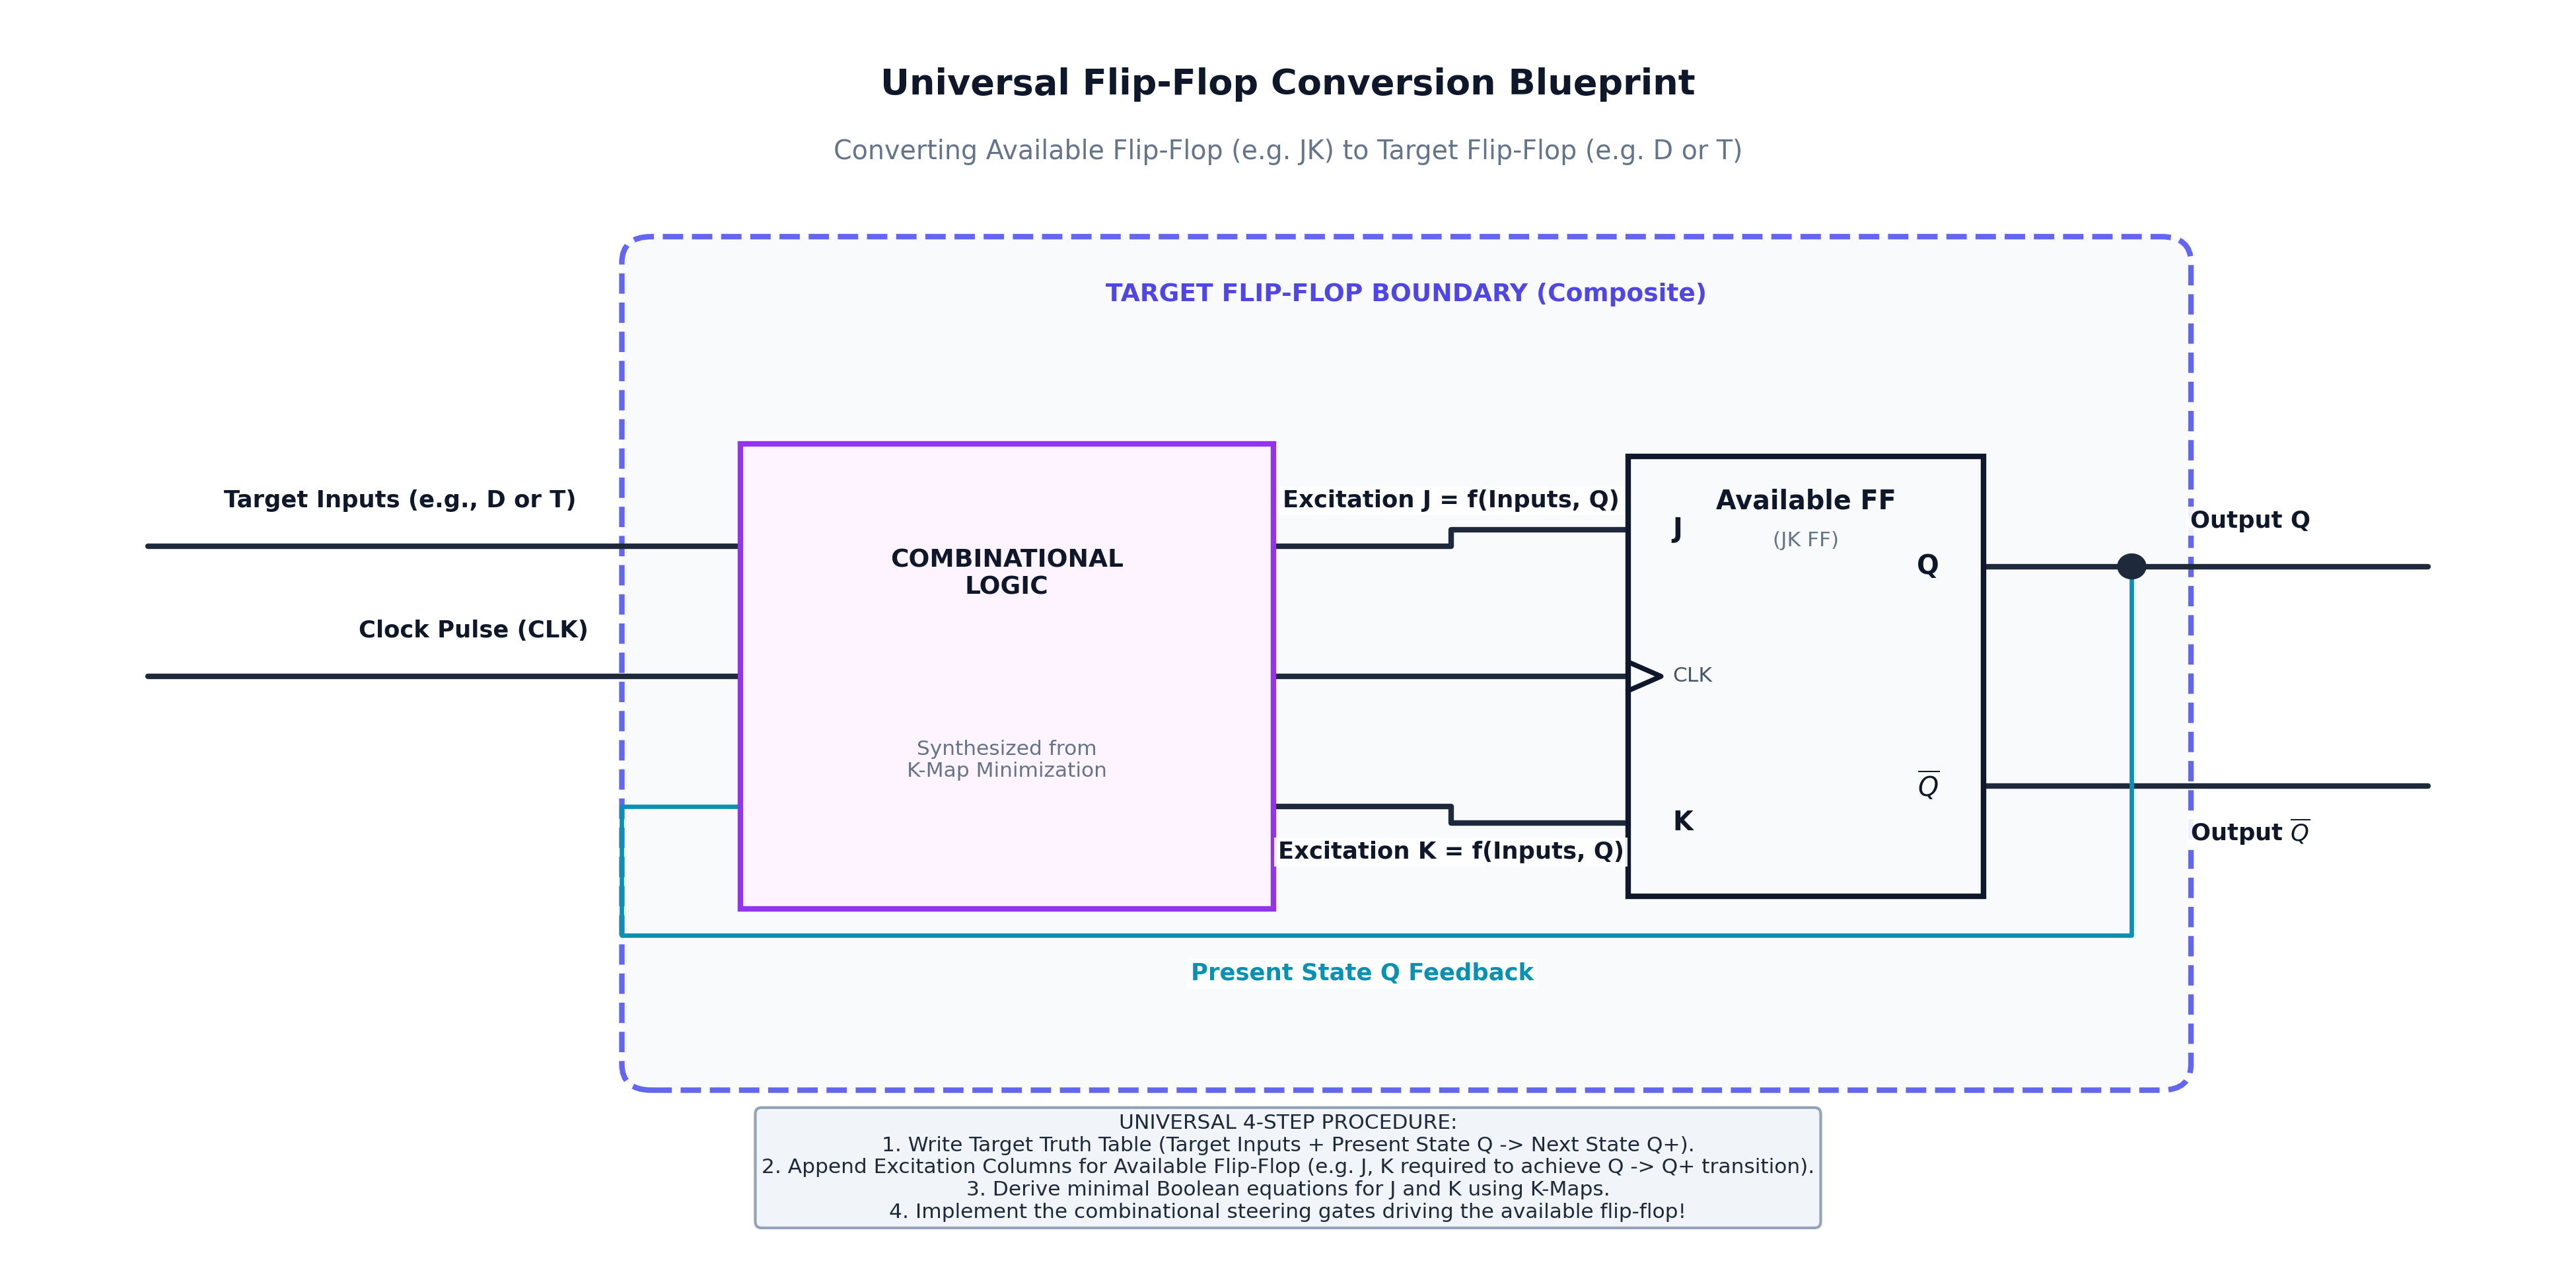 Universal Flip-Flop Conversion Blueprint
Converting Available Flip-Flop (e.g. JK) to Target Flip-Flop (e.g. D or T)
TARGET FLIP-FLOP BOUNDARY (Composite)
Target Inputs (e.g., D or T)
Clock Pulse (CLK)
COMBINATIONAL
LOGIC
Synthesized from
K-Map Minimization
Excitation J = f(Inputs, Q)
Excitation K = f(Inputs, Q)
Available FF
(JK FF)
J
Q
CLK
Q̅
K
Output Q
Output Q̅
Present State Q Feedback
UNIVERSAL 4-STEP PROCEDURE:
1. Write Target Truth Table (Target Inputs + Present State Q -> Next State Q+).
2. Append Excitation Columns for Available Flip-Flop (e.g. J, K required to achieve Q -> Q+ transition).
3. Derive minimal Boolean equations for J and K using K-Maps.
4. Implement the combinational steering gates driving the available flip-flop!